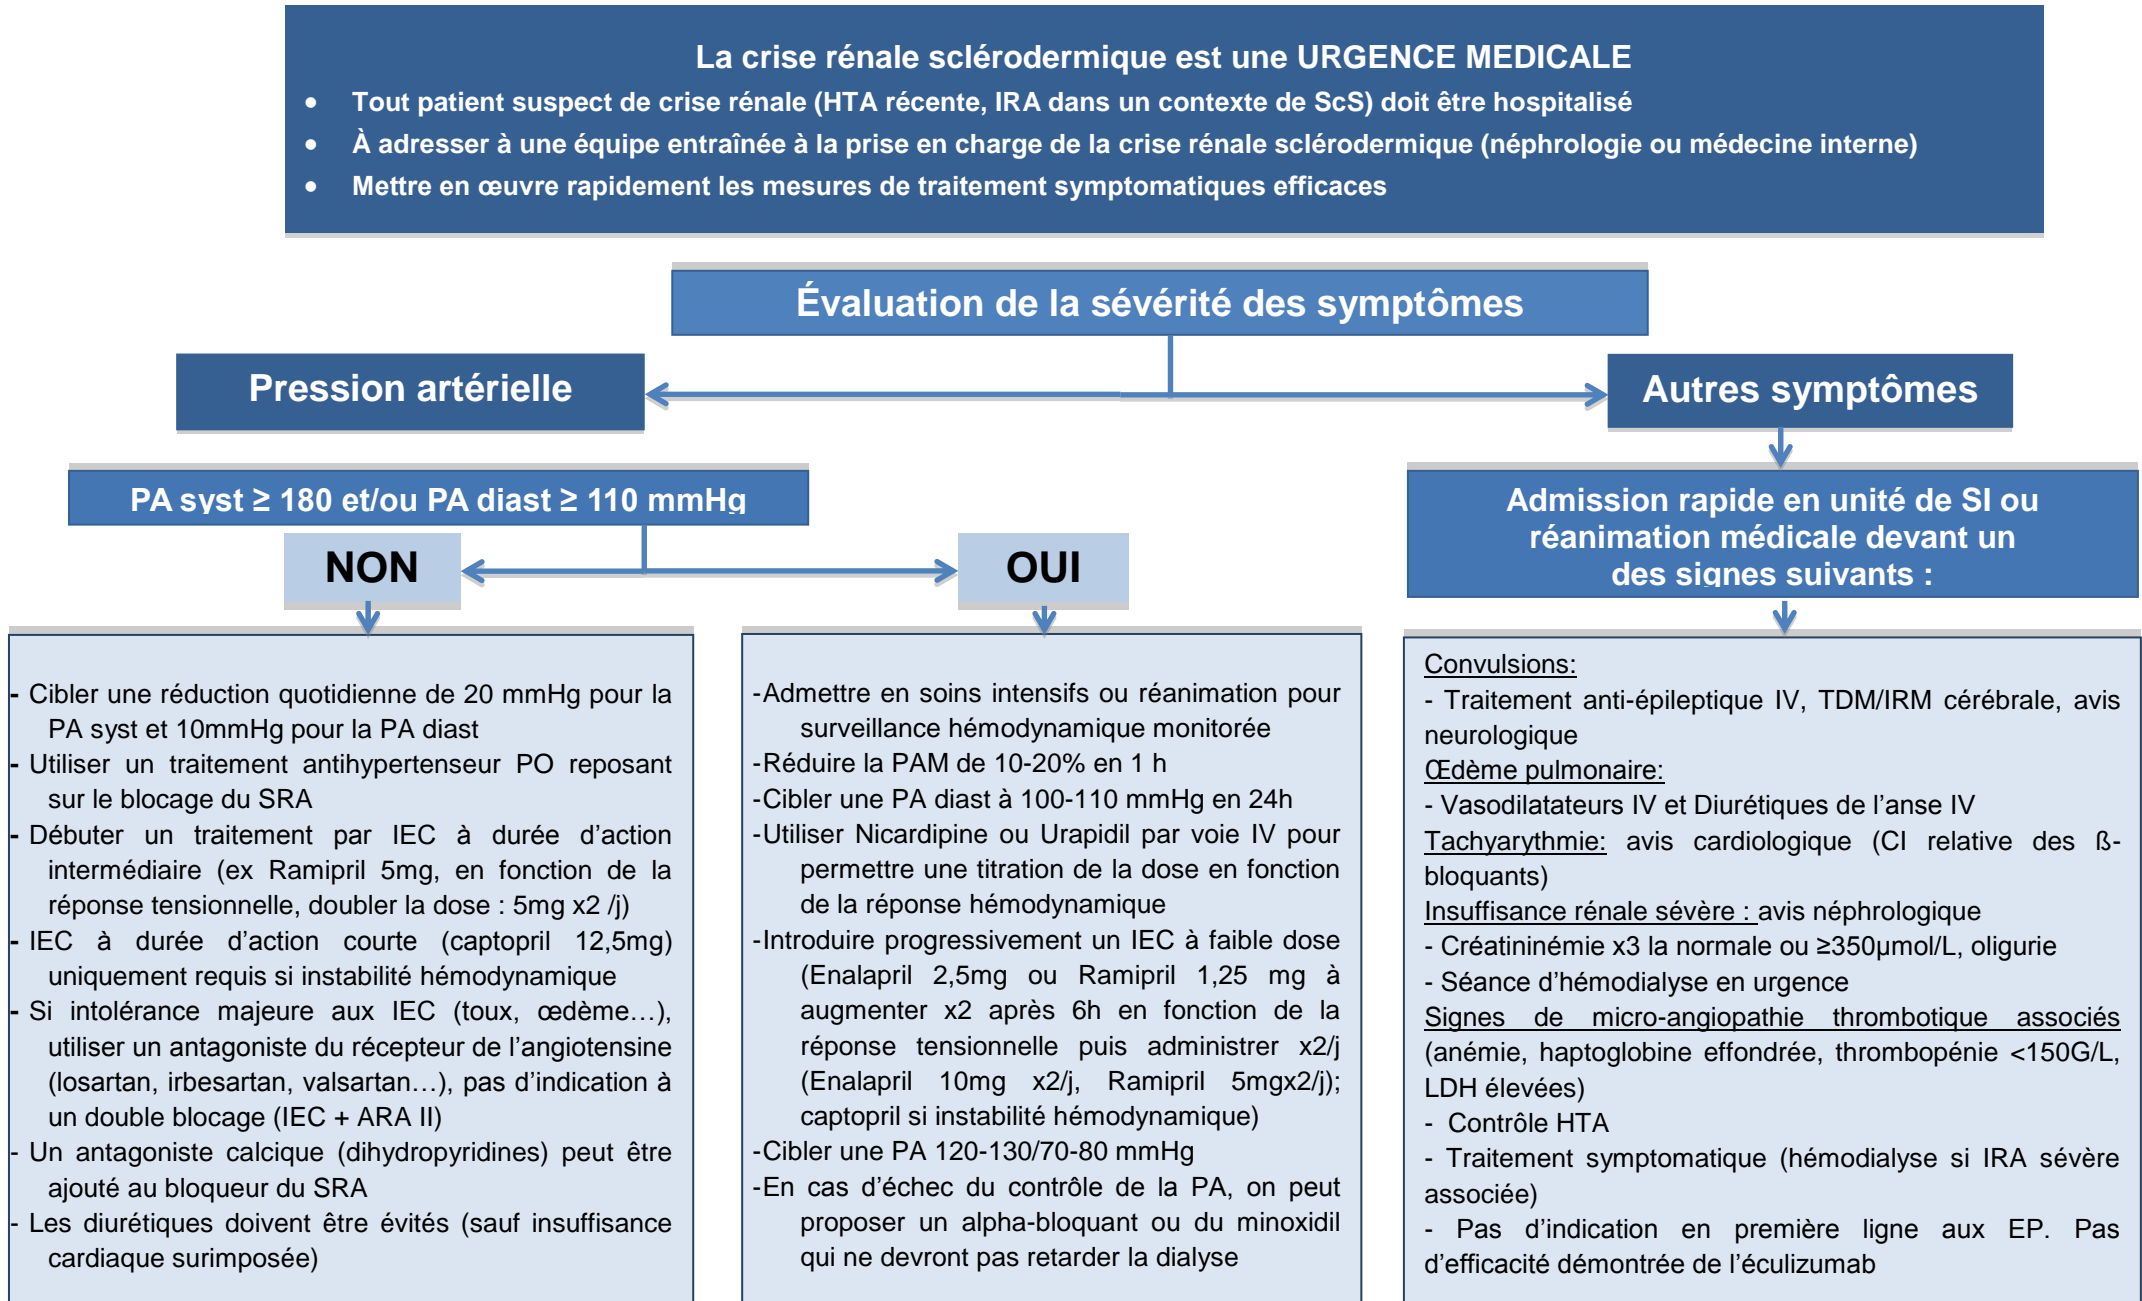 La crise rénale sclérodermique est une URGENCE MEDICALE
• Tout patient suspect de crise rénale (HTA récente, IRA dans un contexte de ScS) doit être hospitalisé
• À adresser à une équipe entraînée à la prise en charge de la crise rénale sclérodermique (néphrologie ou médecine interne)
• Mettre en œuvre rapidement les mesures de traitement symptomatiques efficaces
Évaluation de la sévérité des symptômes
Pression artérielle
Autres symptômes
PA syst ≥ 180 et/ou PA diast ≥ 110 mmHg
NON
OUI
Admission rapide en unité de SI ou
réanimation médicale devant un
des signes suivants :
- Cibler une réduction quotidienne de 20 mmHg pour la
PA syst et 10mmHg pour la PA diast
- Utiliser un traitement antihypertenseur PO reposant
sur le blocage du SRA
- Débuter un traitement par IEC à durée d'action
intermédiaire (ex Ramipril 5mg, en fonction de la
réponse tensionnelle, doubler la dose : 5mg x2 /j)
- IEC à durée d'action courte (captopril 12,5mg)
uniquement requis si instabilité hémodynamique
- Si intolérance majeure aux IEC (toux, œdème…),
utiliser un antagoniste du récepteur de l'angiotensine
(losartan, irbesartan, valsartan…), pas d'indication à
un double blocage (IEC + ARA II)
- Un antagoniste calcique (dihydropyridines) peut être
ajouté au bloqueur du SRA
- Les diurétiques doivent être évités (sauf insuffisance
cardiaque surimposée)
-Admettre en soins intensifs ou réanimation pour
surveillance hémodynamique monitorée
-Réduire la PAM de 10-20% en 1 h
-Cibler une PA diast à 100-110 mmHg en 24h
-Utiliser Nicardipine ou Urapidil par voie IV pour
permettre une titration de la dose en fonction
de la réponse hémodynamique
-Introduire progressivement un IEC à faible dose
(Enalapril 2,5mg ou Ramipril 1,25 mg à
augmenter x2 après 6h en fonction de la
réponse tensionnelle puis administrer x2/j
(Enalapril 10mg x2/j, Ramipril 5mgx2/j);
captopril si instabilité hémodynamique)
-Cibler une PA 120-130/70-80 mmHg
-En cas d'échec du contrôle de la PA, on peut
proposer un alpha-bloquant ou du minoxidil
qui ne devront pas retarder la dialyse
Convulsions:
- Traitement anti-épileptique IV, TDM/IRM cérébrale, avis
neurologique
Œdème pulmonaire:
- Vasodilatateurs IV et Diurétiques de l'anse IV
Tachyarythmie: avis cardiologique (CI relative des ß-
bloquants)
Insuffisance rénale sévère : avis néphrologique
- Créatininémie x3 la normale ou ≥350µmol/L, oligurie
- Séance d'hémodialyse en urgence
Signes de micro-angiopathie thrombotique associés
(anémie, haptoglobine effondrée, thrombopénie <150G/L,
LDH élevées)
- Contrôle HTA
- Traitement symptomatique (hémodialyse si IRA sévère
associée)
- Pas d'indication en première ligne aux EP. Pas
d'efficacité démontrée de l'éculizumab